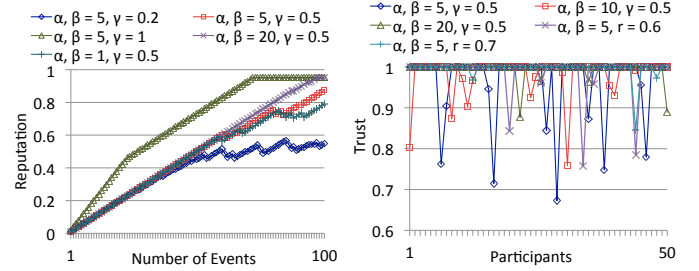 α, β = 5, γ = 0.2
α, β = 5, γ = 0.5
α, β = 5, γ = 1
α, β = 20, γ = 0.5
α, β = 1, γ = 0.5
Reputation
1
0.8
0.6
0.4
0.2
0
1
Number of Events
100
α, β = 5, γ = 0.5
α, β = 10, γ = 0.5
α, β = 20, γ = 0.5
α, β = 5, r = 0.6
α, β = 5, r = 0.7
Trust
1
0.9
0.8
0.7
0.6
1
Participants
50